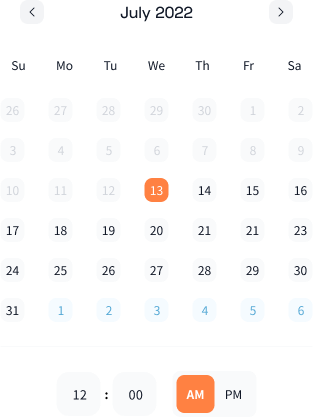 July 2022
Su Mo Tu We Th Fr Sa
26 27 28 29 30 1 2
3 4 5 6 7 8 9
10 11 12 13 14 15 16
17 18 19 20 21 21 23
24 25 26 27 28 29 30
31 1 2 3 4 5 6
12 : 00 AM PM